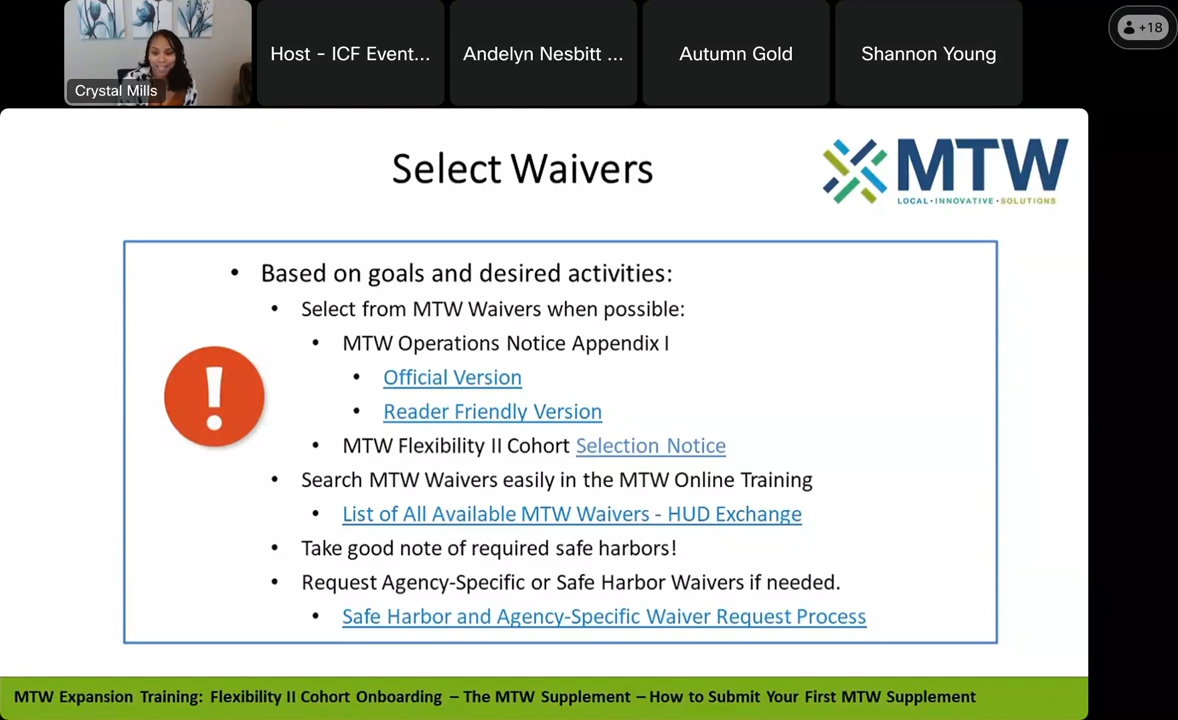 Crystal Mills
Host - ICF Event...
Andelyn Nesbitt ...
Autumn Gold
Shannon Young
+18
Select Waivers
MTW
LOCAL • INNOVATIVE • SOLUTIONS
• Based on goals and desired activities:
• Select from MTW Waivers when possible:
• MTW Operations Notice Appendix I
• Official Version
• Reader Friendly Version
• MTW Flexibility II Cohort Selection Notice
• Search MTW Waivers easily in the MTW Online Training
• List of All Available MTW Waivers - HUD Exchange
• Take good note of required safe harbors!
• Request Agency-Specific or Safe Harbor Waivers if needed.
• Safe Harbor and Agency-Specific Waiver Request Process
MTW Expansion Training: Flexibility II Cohort Onboarding – The MTW Supplement – How to Submit Your First MTW Supplement